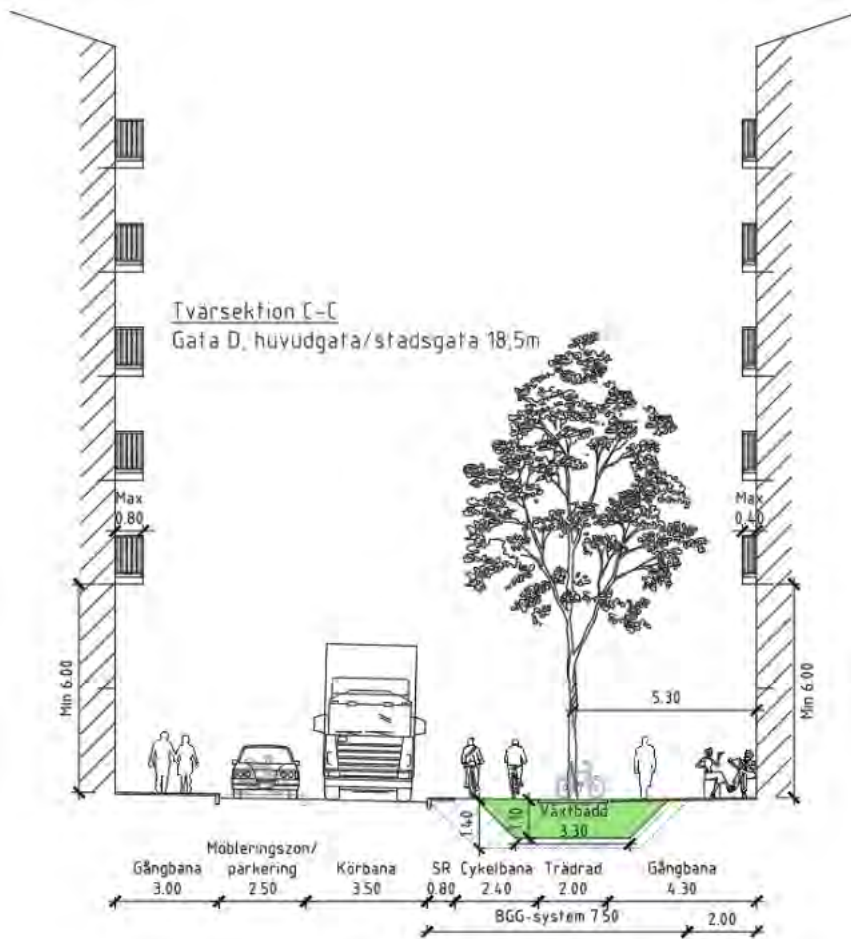 Tvärsektion C-C
Gata D, huvudgata/stadsgata 18,5m
Max
0.80
Max
0.40
Min 6.00
Min 6.00
5.30
1.40
1.10
Växtbädd
3.30
Gångbana
3.00
Möbleringszon/
parkering
2.50
Körbana
3.50
SR
0.80
Cykelbana
2.40
Trädrad
2.00
Gångbana
4.30
BGG-system 7.50
2.00